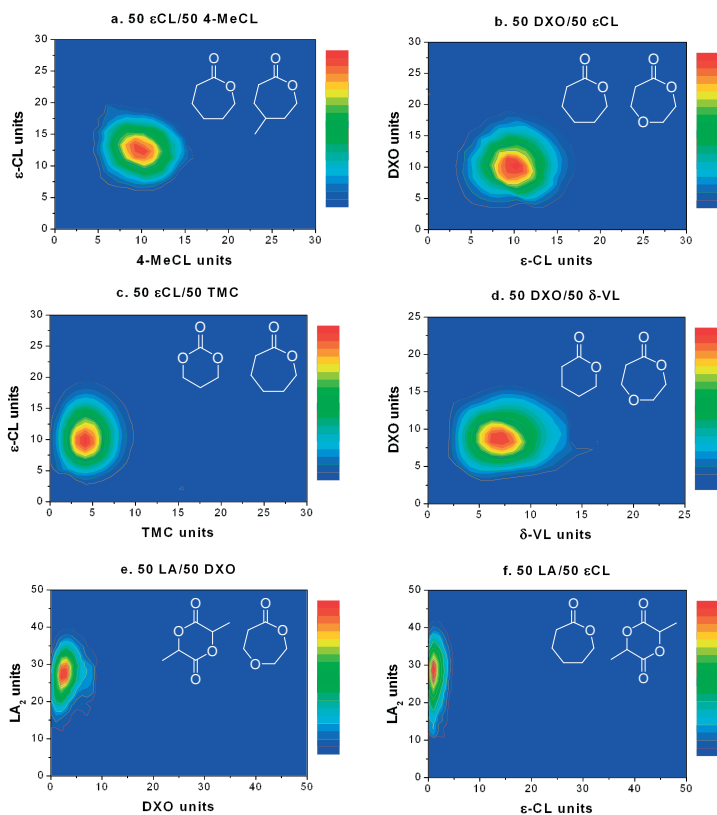 a. 50 εCL/50 4-MeCL
30
25
20
15
10
5
0
ε-CL units
O
O
O
O
0 5 10 15 20 25 30
4-MeCL units
b. 50 DXO/50 εCL
30
25
20
15
10
5
0
DXO units
O
O
O
O
O
0 5 10 15 20 25 30
ε-CL units
c. 50 εCL/50 TMC
30
25
20
15
10
5
0
ε-CL units
O
O
O O
O
0 5 10 15 20 25 30
TMC units
d. 50 DXO/50 δ-VL
25
20
15
10
5
0
DXO units
O
O
O
O
O
0 5 10 15 20 25
δ-VL units
e. 50 LA/50 DXO
50
40
30
20
10
0
LA2 units
O
O
O
O
O
O
O
0 10 20 30 40 50
DXO units
f. 50 LA/50 εCL
50
40
30
20
10
0
LA2 units
O
O
O
O
O
O
0 10 20 30 40 50
ε-CL units